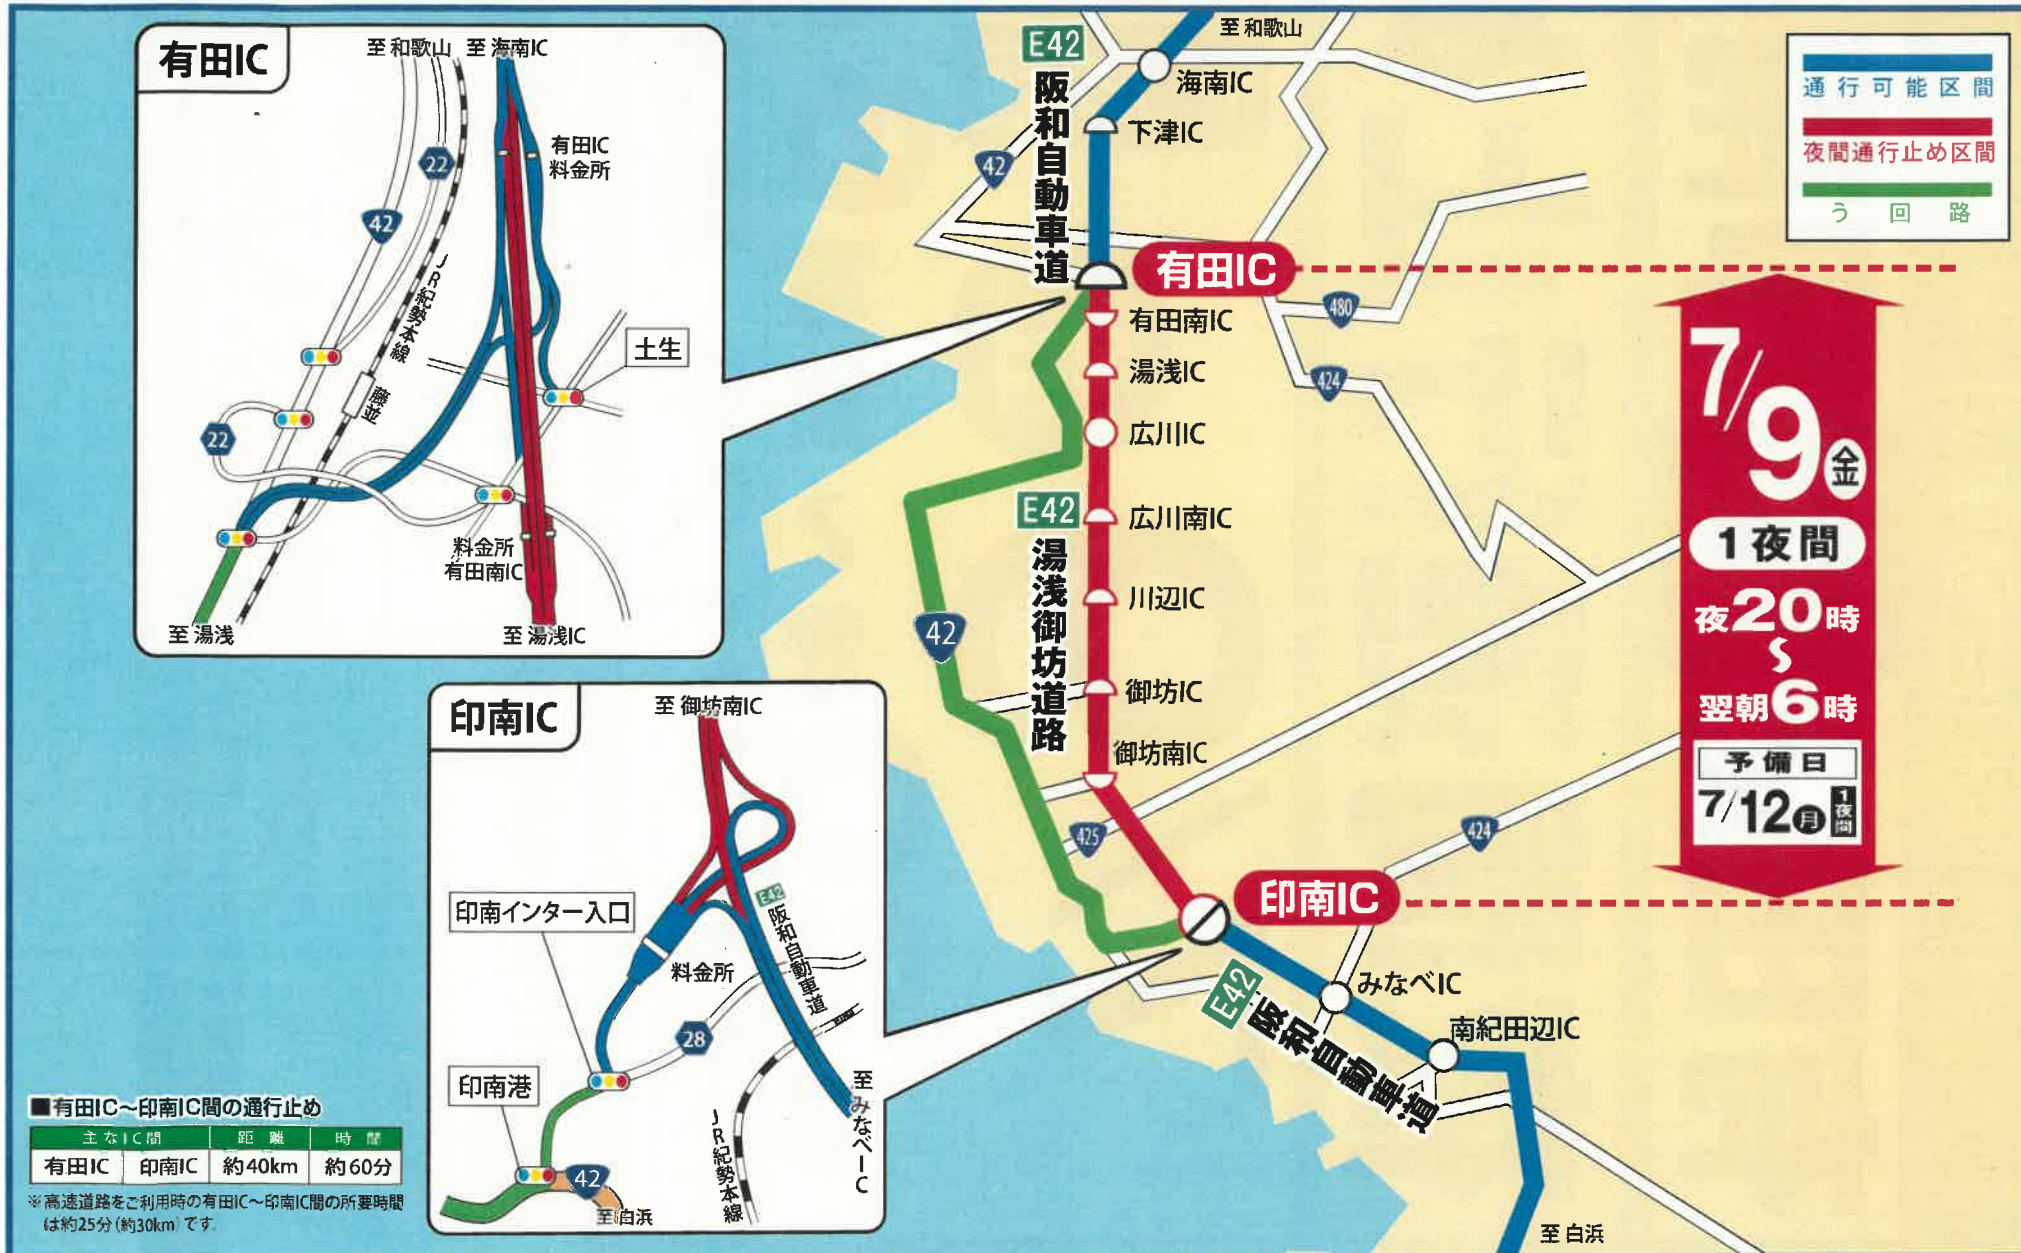 有田IC
至 和歌山
至 海南IC
22
42
有田IC
料金所
JR紀勢本線
藤並
土生
22
料金所
有田南IC
至 湯浅
至 湯浅IC
印南IC
至 御坊南IC
印南インター入口
料金所
E42
阪和自動車道
28
印南港
42
至 白浜
JR紀勢本線
至 みなべIC
■有田IC～印南IC間の通行止め
主なIC間 距離 時間
有田IC 印南IC 約40km 約60分
※高速道路をご利用時の有田IC～印南IC間の所要時間
は約25分(約30km)です。
至 和歌山
E42
阪和自動車道
海南IC
下津IC
42
有田IC
有田南IC
湯浅IC
広川IC
E42
湯浅御坊道路
広川南IC
川辺IC
42
御坊IC
御坊南IC
480
424
425
424
印南IC
みなべIC
E42
阪和自動車道
南紀田辺IC
至 白浜
通行可能区間
夜間通行止め区間
う回路
7/9金
1夜間
夜20時
〜
翌朝6時
予備日
7/12月 1夜間